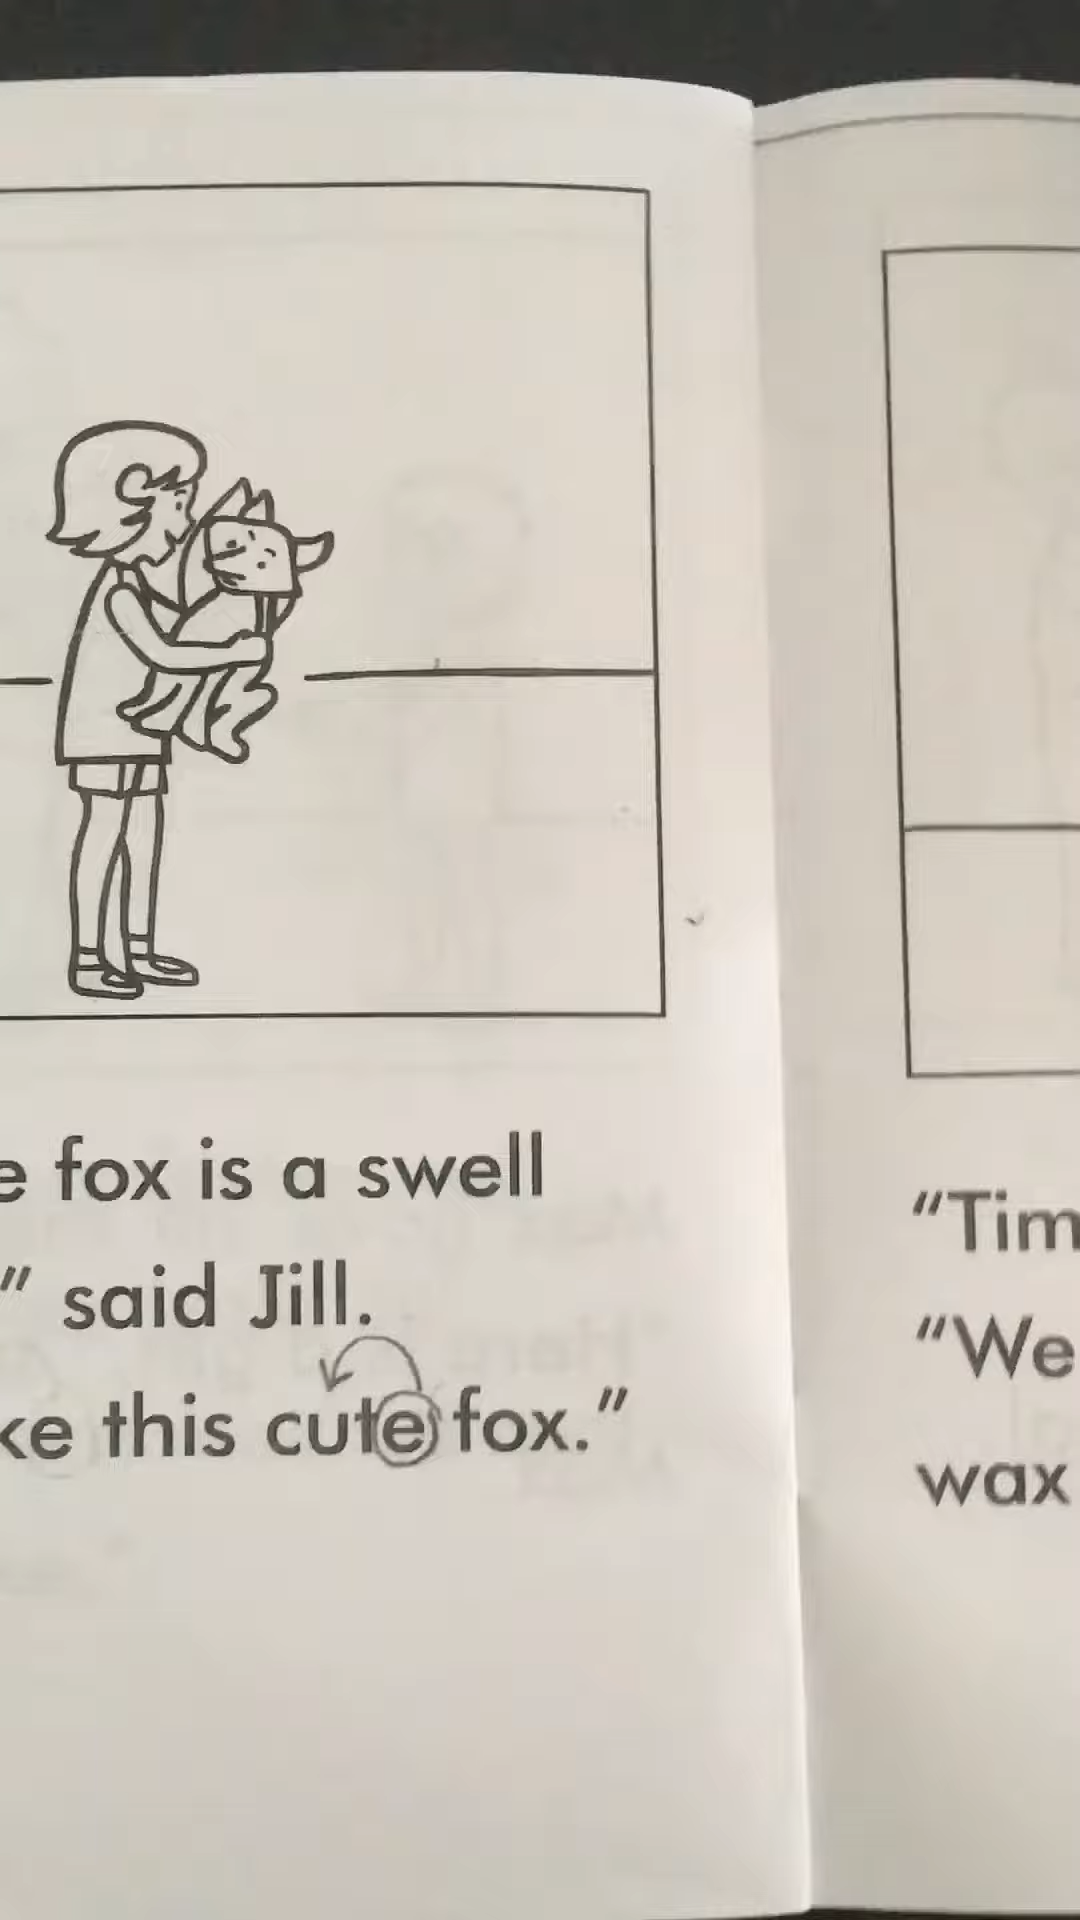 e fox is a swell
" said Jill.
ke this cute fox."
"Tim
"We
wax